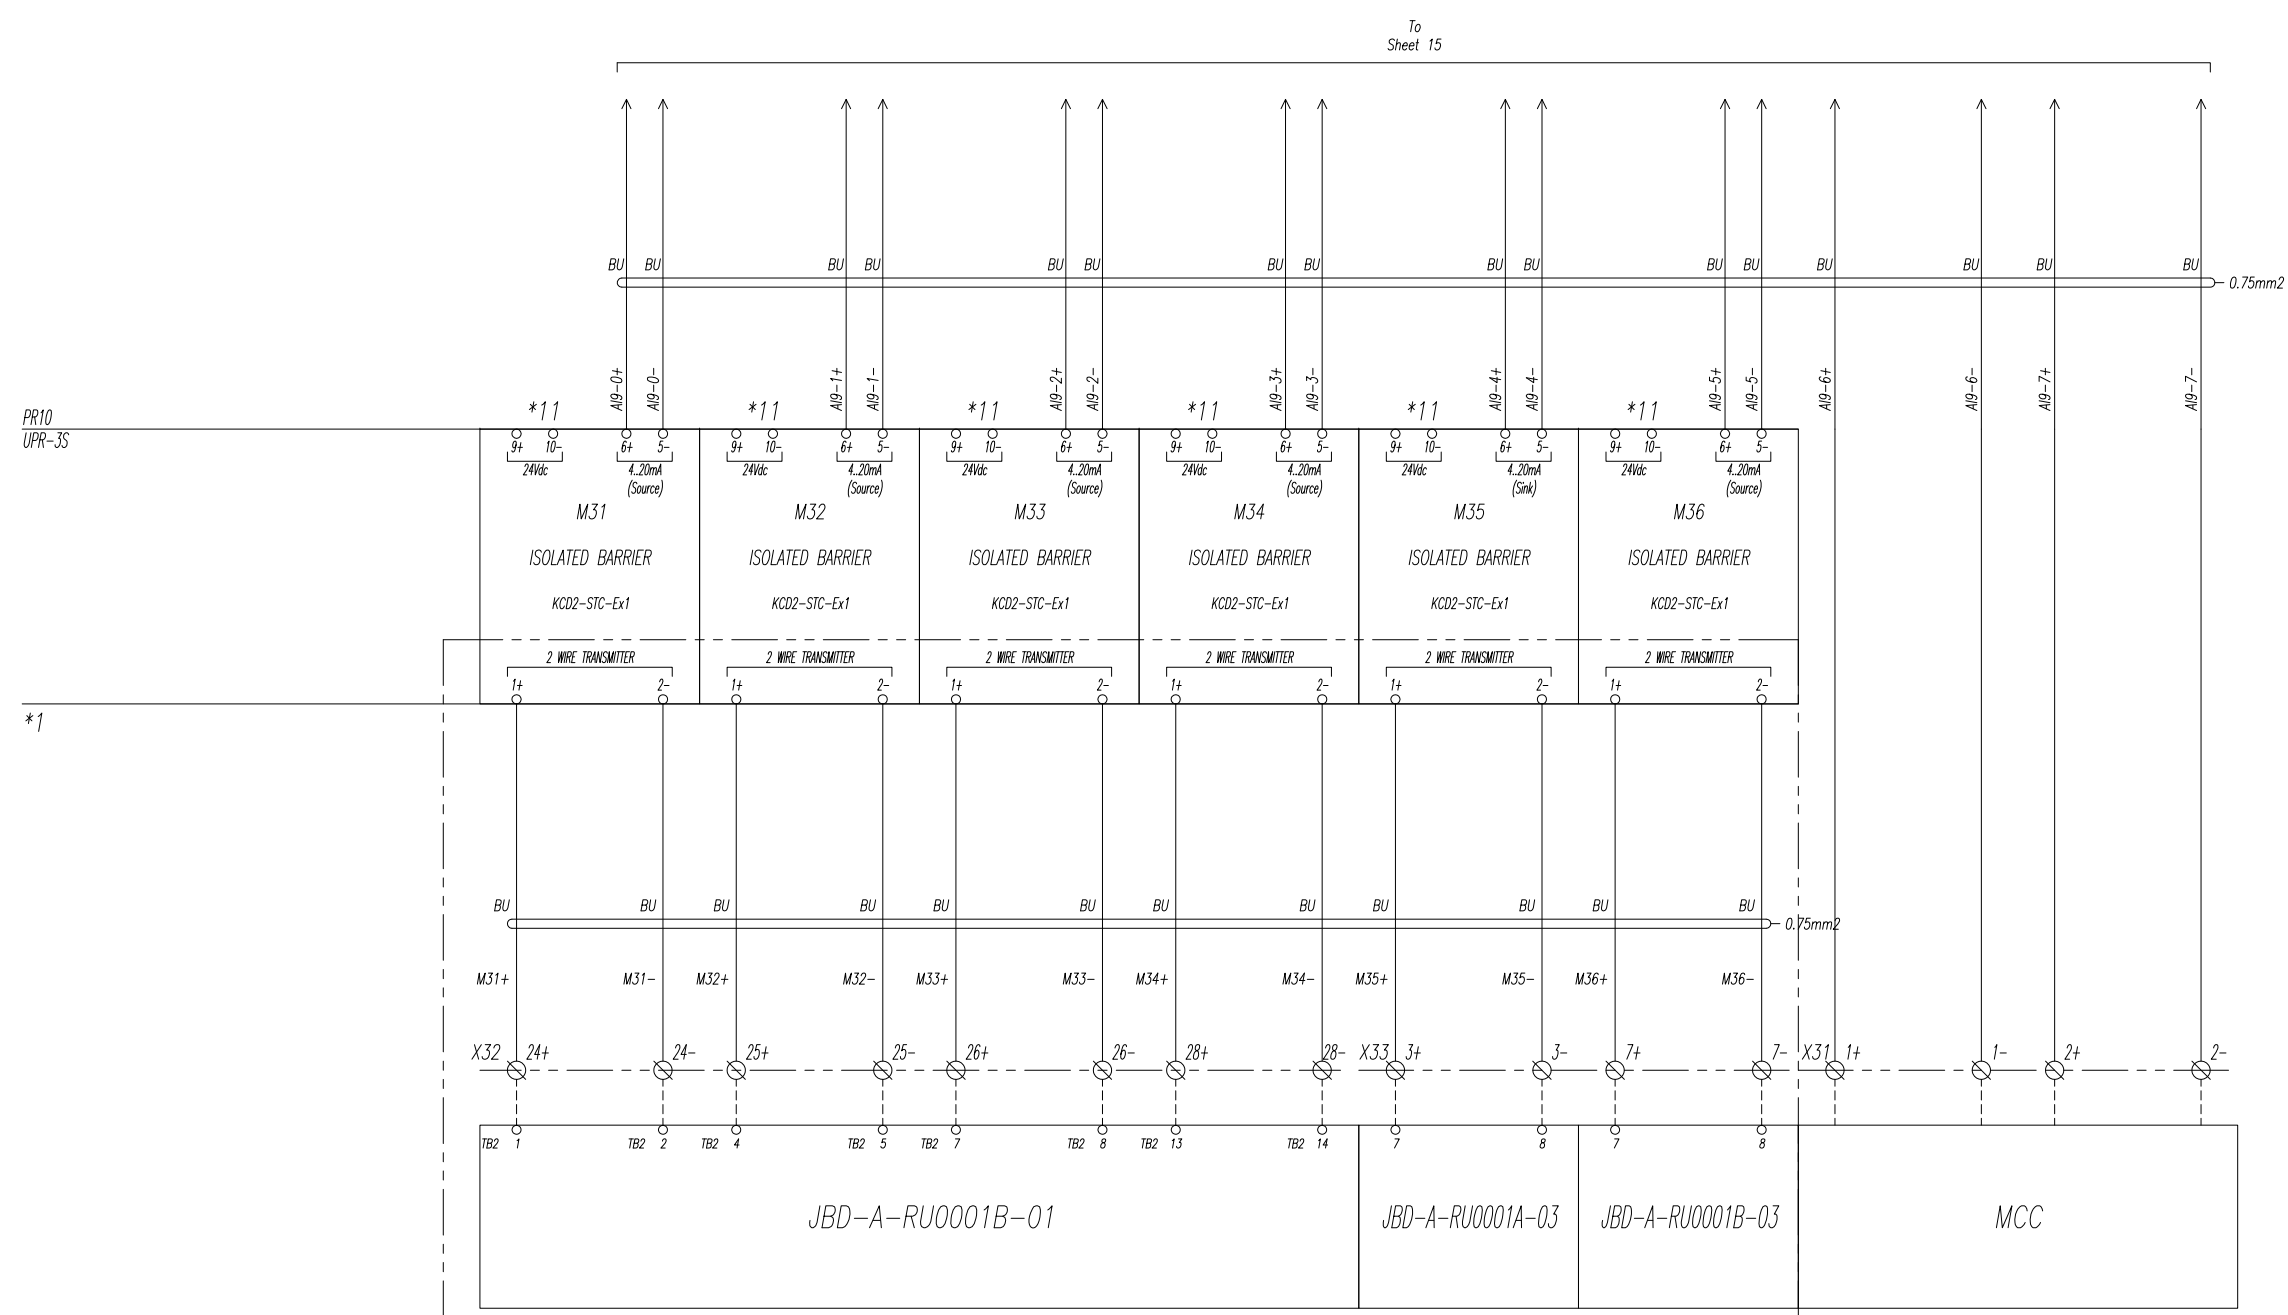 To
Sheet 15
BU BU BU BU BU BU BU BU BU BU BU BU BU BU BU BU
0.75mm2
AI9-0+ AI9-0- AI9-1+ AI9-1- AI9-2+ AI9-2- AI9-3+ AI9-3- AI9-4+ AI9-4- AI9-5+ AI9-5- AI9-6+ AI9-6- AI9-7+ AI9-7-
PR10 *11 *11 *11 *11 *11 *11
UPR-3S
9+ 10- 6+ 5- 9+ 10- 6+ 5- 9+ 10- 6+ 5- 9+ 10- 6+ 5- 9+ 10- 6+ 5- 9+ 10- 6+ 5-
24Vdc 4..20mA 24Vdc 4..20mA 24Vdc 4..20mA 24Vdc 4..20mA 24Vdc 4..20mA 24Vdc 4..20mA
(Source) (Source) (Source) (Source) (Sink) (Source)
M31 M32 M33 M34 M35 M36
ISOLATED BARRIER ISOLATED BARRIER ISOLATED BARRIER ISOLATED BARRIER ISOLATED BARRIER ISOLATED BARRIER
KCD2-STC-Ex1 KCD2-STC-Ex1 KCD2-STC-Ex1 KCD2-STC-Ex1 KCD2-STC-Ex1 KCD2-STC-Ex1
2 WIRE TRANSMITTER 2 WIRE TRANSMITTER 2 WIRE TRANSMITTER 2 WIRE TRANSMITTER 2 WIRE TRANSMITTER 2 WIRE TRANSMITTER
1+ 2- 1+ 2- 1+ 2- 1+ 2- 1+ 2- 1+ 2-
*1
BU BU BU BU BU BU BU BU BU BU BU BU
0.75mm2
M31+ M31- M32+ M32- M33+ M33- M34+ M34- M35+ M35- M36+ M36-
X32 24+ 24- 25+ 25- 26+ 26- 28+ 28- X33 3+ 3- 7+ 7- X31 1+ 1- 2+ 2-
TB2 1 TB2 2 TB2 4 TB2 5 TB2 7 TB2 8 TB2 13 TB2 14 7 8 7 8
JBD-A-RU0001B-01 JBD-A-RU0001A-03 JBD-A-RU0001B-03 MCC